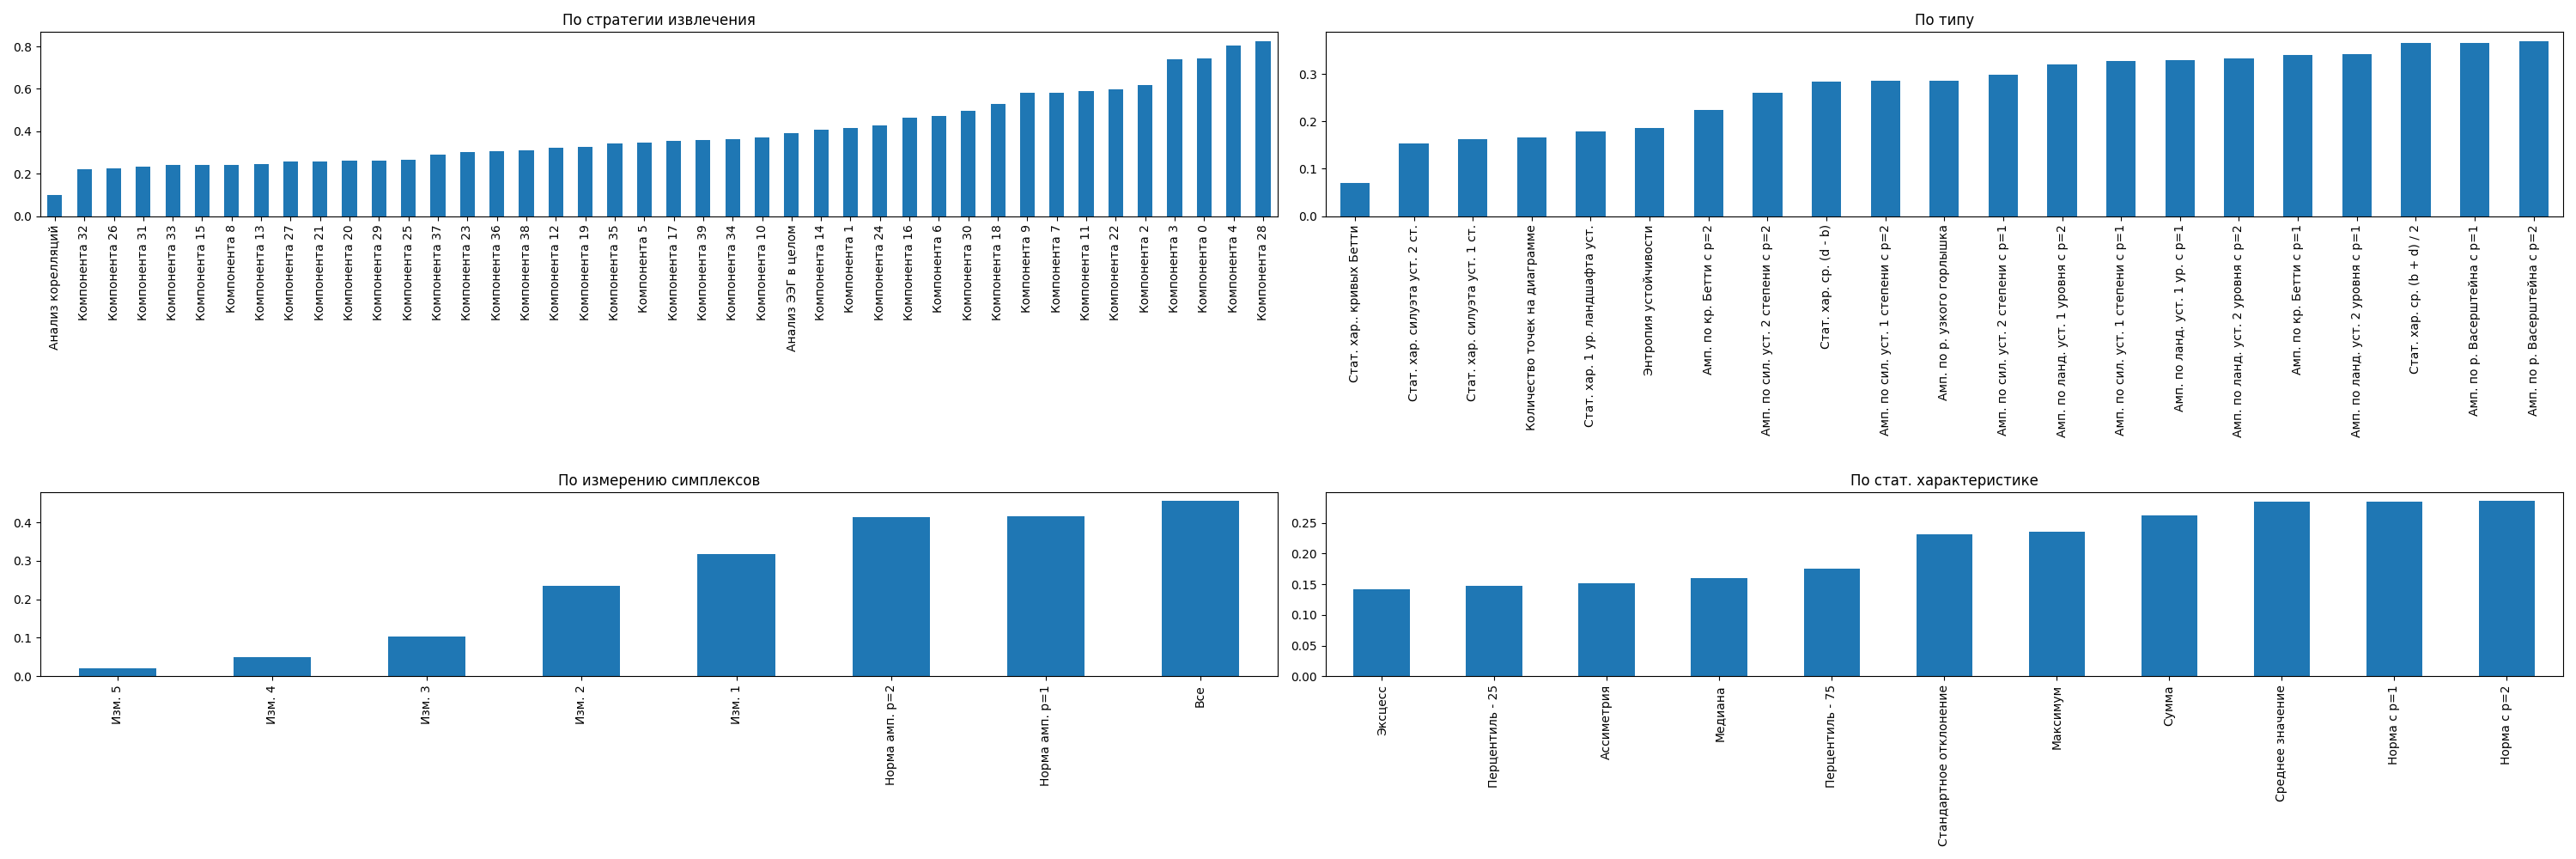 По стратегии извлечения
0.8
0.6
0.4
0.2
0.0
Анализ корелляций
Компонента 32
Компонента 26
Компонента 31
Компонента 33
Компонента 15
Компонента 8
Компонента 13
Компонента 27
Компонента 21
Компонента 20
Компонента 29
Компонента 25
Компонента 37
Компонента 23
Компонента 36
Компонента 38
Компонента 12
Компонента 19
Компонента 35
Компонента 5
Компонента 17
Компонента 39
Компонента 34
Компонента 10
Анализ ЭЭГ в целом
Компонента 14
Компонента 1
Компонента 24
Компонента 16
Компонента 6
Компонента 30
Компонента 18
Компонента 9
Компонента 7
Компонента 11
Компонента 22
Компонента 2
Компонента 3
Компонента 0
Компонента 4
Компонента 28
По типу
0.3
0.2
0.1
0.0
Стат. хар.. кривых Бетти
Стат. хар. силуэта уст. 2 ст.
Стат. хар. силуэта уст. 1 ст.
Количество точек на диаграмме
Стат. хар. 1 ур. ландшафта уст.
Энтропия устойчивости
Амп. по кр. Бетти с p=2
Амп. по сил. уст. 2 степени с p=2
Стат. хар. ср. (d - b)
Амп. по сил. уст. 1 степени с p=2
Амп. по р. узкого горлышка
Амп. по сил. уст. 2 степени с p=1
Амп. по ланд. уст. 1 уровня с p=2
Амп. по сил. уст. 1 степени с p=1
Амп. по ланд. уст. 1 ур. с p=1
Амп. по ланд. уст. 2 уровня с p=2
Амп. по кр. Бетти с p=1
Амп. по ланд. уст. 2 уровня с p=1
Стат. хар. ср. (b + d) / 2
Амп. по р. Васерштейна с p=1
Амп. по р. Васерштейна с p=2
По измерению симплексов
0.4
0.3
0.2
0.1
0.0
Изм. 5
Изм. 4
Изм. 3
Изм. 2
Изм. 1
Норма амп. p=2
Норма амп. p=1
Все
По стат. характеристике
0.25
0.20
0.15
0.10
0.05
0.00
Эксцесс
Перцентиль - 25
Ассиметрия
Медиана
Перцентиль - 75
Стандартное отклонение
Максимум
Сумма
Среднее значение
Норма с p=1
Норма с p=2